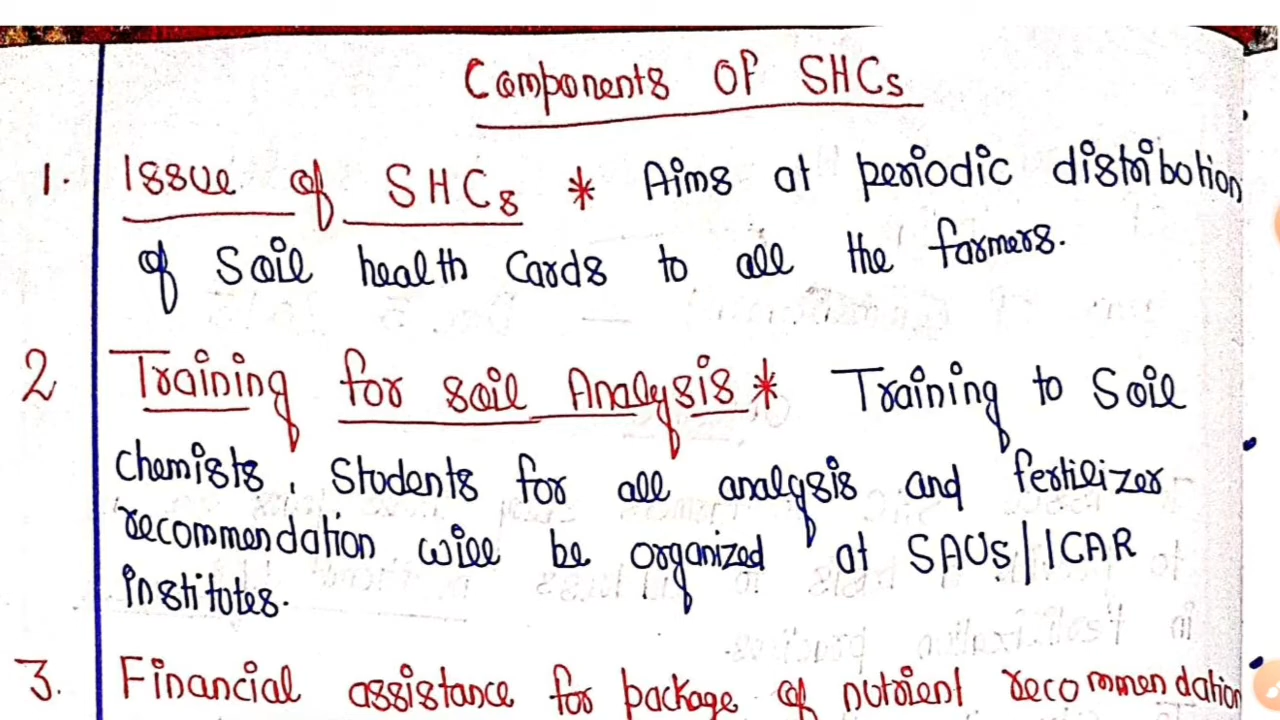 Components Of SHCs
1. Issue of SHCs * Aims at periodic distribution
of Soil health Cards to all the farmers.
2 Training for soil Analysis * Training to Soil
chemists, Students for all analysis and fertilizer
recommendation will be organized at SAUs/ICAR
institutes.
3. Financial assistance for package of nutrient recommendation